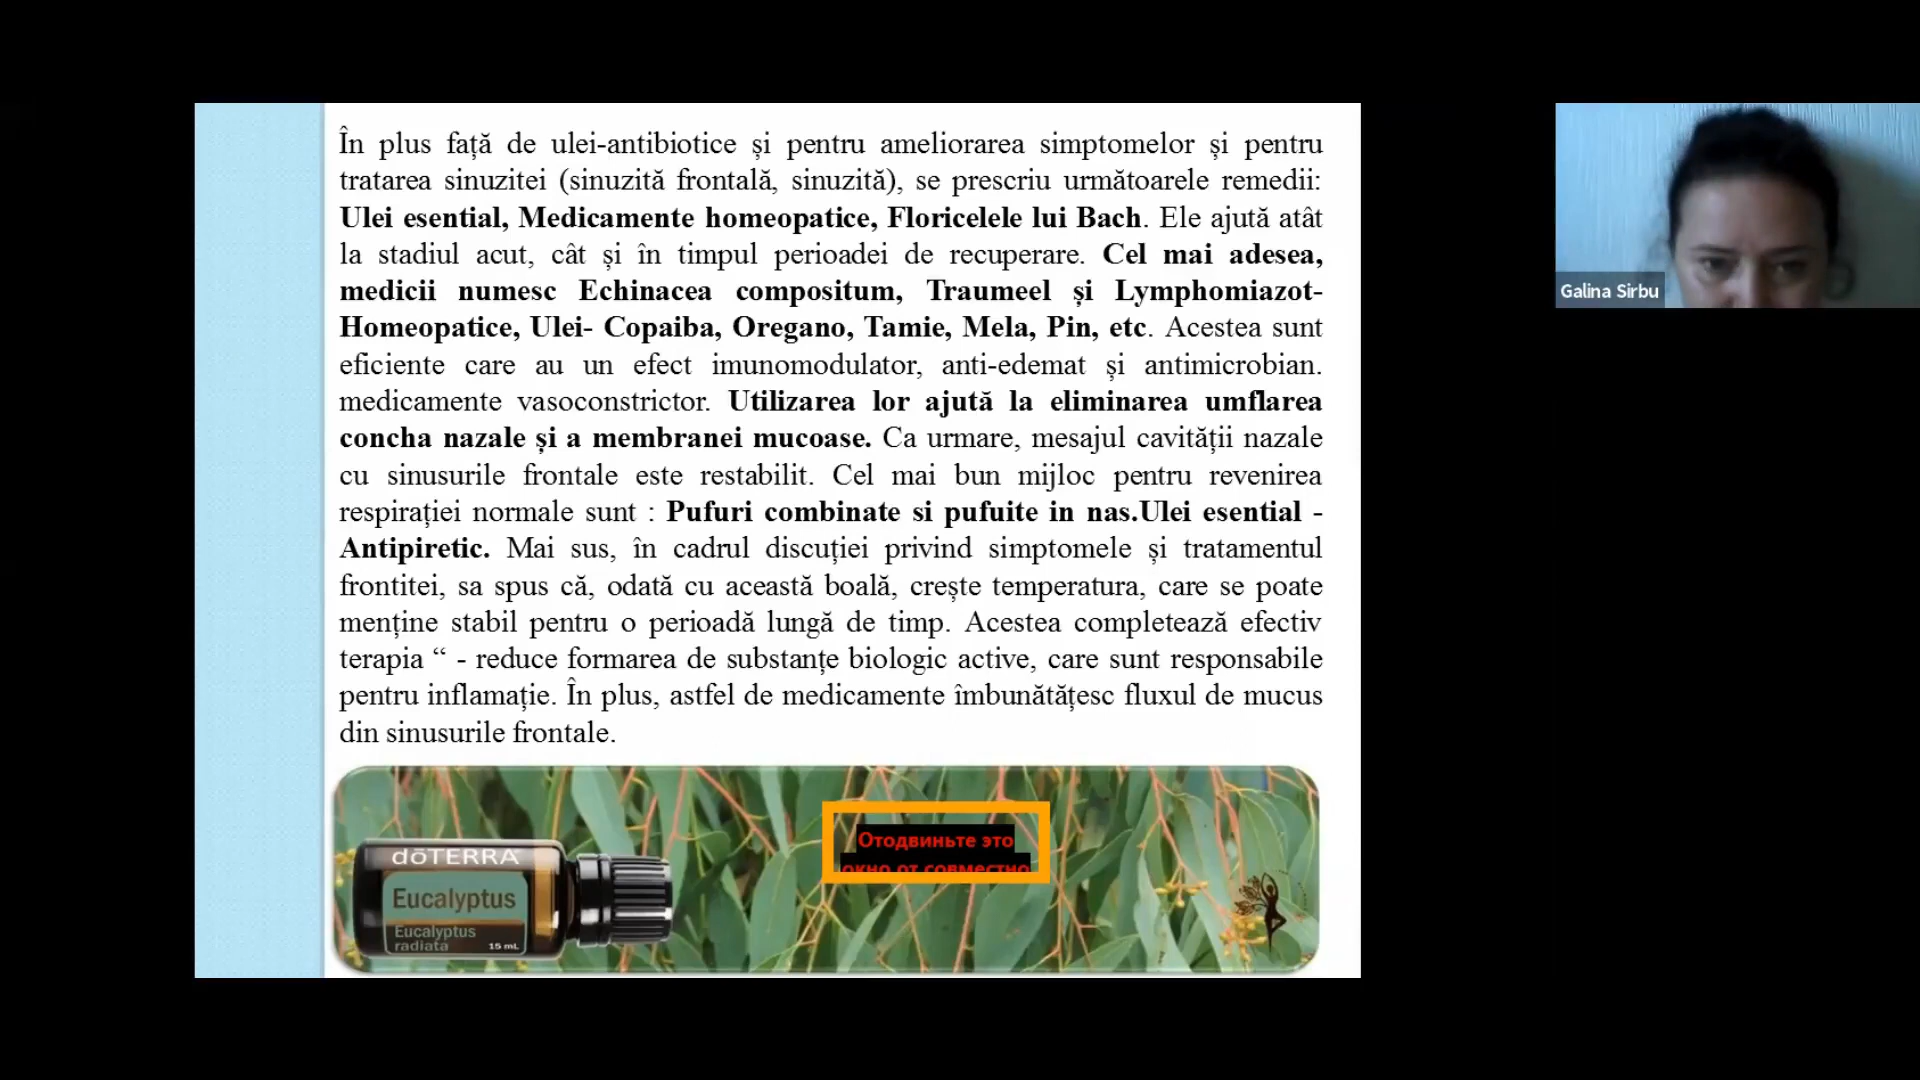 În plus față de ulei-antibiotice și pentru ameliorarea simptomelor și pentru
tratarea sinuzitei (sinuzită frontală, sinuzită), se prescriu următoarele remedii:
Ulei esential, Medicamente homeopatice, Floricelele lui Bach. Ele ajută atât
la stadiul acut, cât și în timpul perioadei de recuperare. Cel mai adesea,
medicii numesc Echinacea compositum, Traumeel și Lymphomiazot-
Homeopatice, Ulei- Copaiba, Oregano, Tamie, Mela, Pin, etc. Acestea sunt
eficiente care au un efect imunomodulator, anti-edemat și antimicrobian.
medicamente vasoconstrictor. Utilizarea lor ajută la eliminarea umflarea
concha nazale și a membranei mucoase. Ca urmare, mesajul cavității nazale
cu sinusurile frontale este restabilit. Cel mai bun mijloc pentru revenirea
respirației normale sunt : Pufuri combinate si pufuite in nas.Ulei esential -
Antipiretic. Mai sus, în cadrul discuției privind simptomele și tratamentul
frontitei, sa spus că, odată cu această boală, crește temperatura, care se poate
menține stabil pentru o perioadă lungă de timp. Acestea completează efectiv
terapia “ - reduce formarea de substanțe biologic active, care sunt responsabile
pentru inflamație. În plus, astfel de medicamente îmbunătățesc fluxul de mucus
din sinusurile frontale.
Galina Sirbu
Отодвиньте это
окно от совместно
dōTERRA
Eucalyptus
Eucalyptus
radiata 15 mL